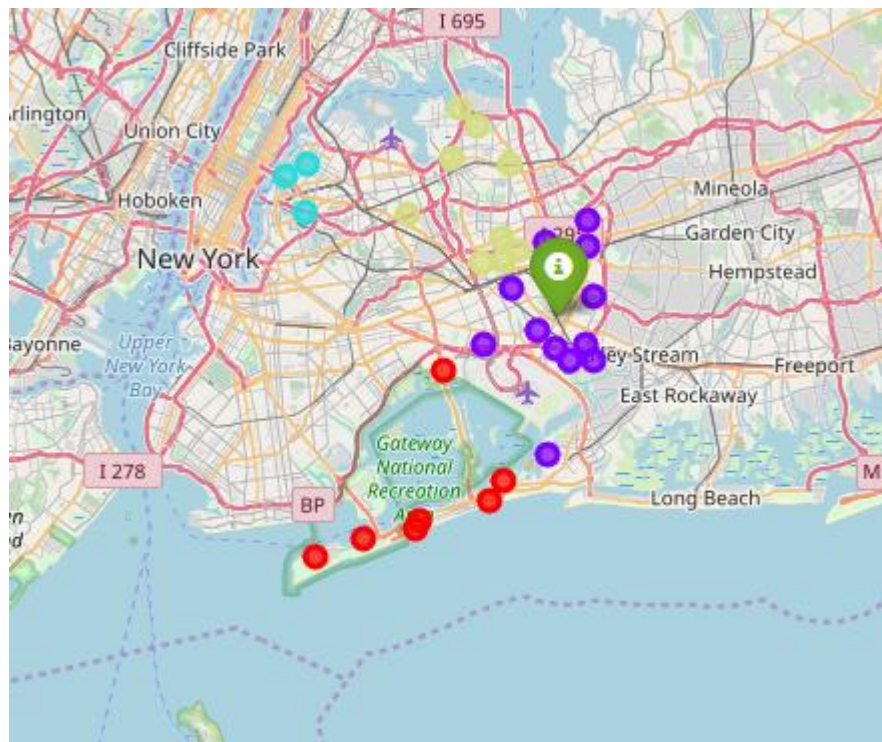 I 695
Cliffside Park
Arlington
Union City
Mineola
Hoboken
Garden City
New York
Hempstead
Bayonne
Upper
New York
Bay
ey Stream
Freeport
East Rockaway
Gateway
National
Recreation
I 278
BP
Long Beach
M